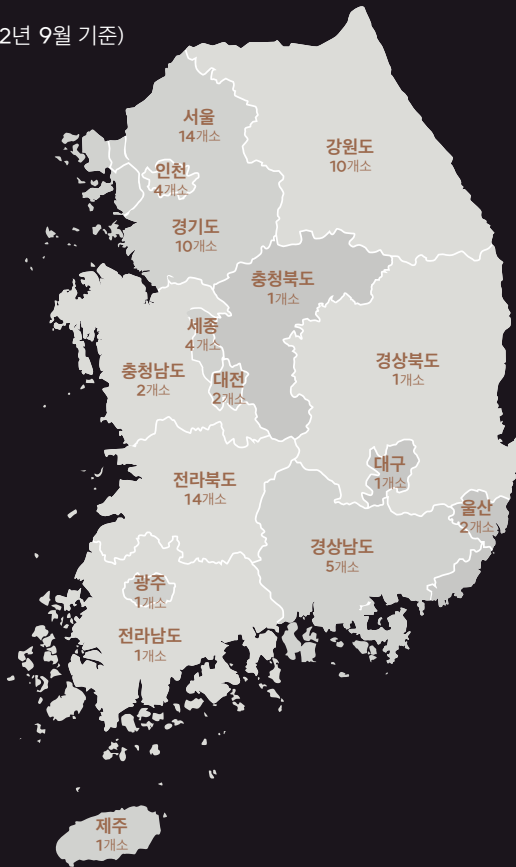 2년 9월 기준)
서울
14개소
강원도
10개소
인천
4개소
경기도
10개소
충청북도
1개소
세종
4개소
경상북도
1개소
충청남도
2개소
대전
2개소
대구
1개소
전라북도
14개소
울산
2개소
경상남도
5개소
광주
1개소
전라남도
1개소
제주
1개소